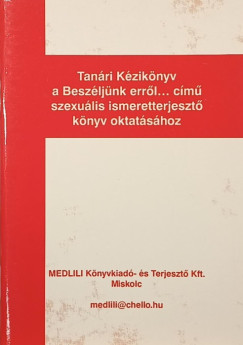 Tanári Kézikönyv
a Beszéljünk erről... című
szexuális ismeretterjesztő
könyv oktatásához
MEDLILI Könyvkiadó- és Terjesztő Kft.
Miskolc
medlili@chello.hu